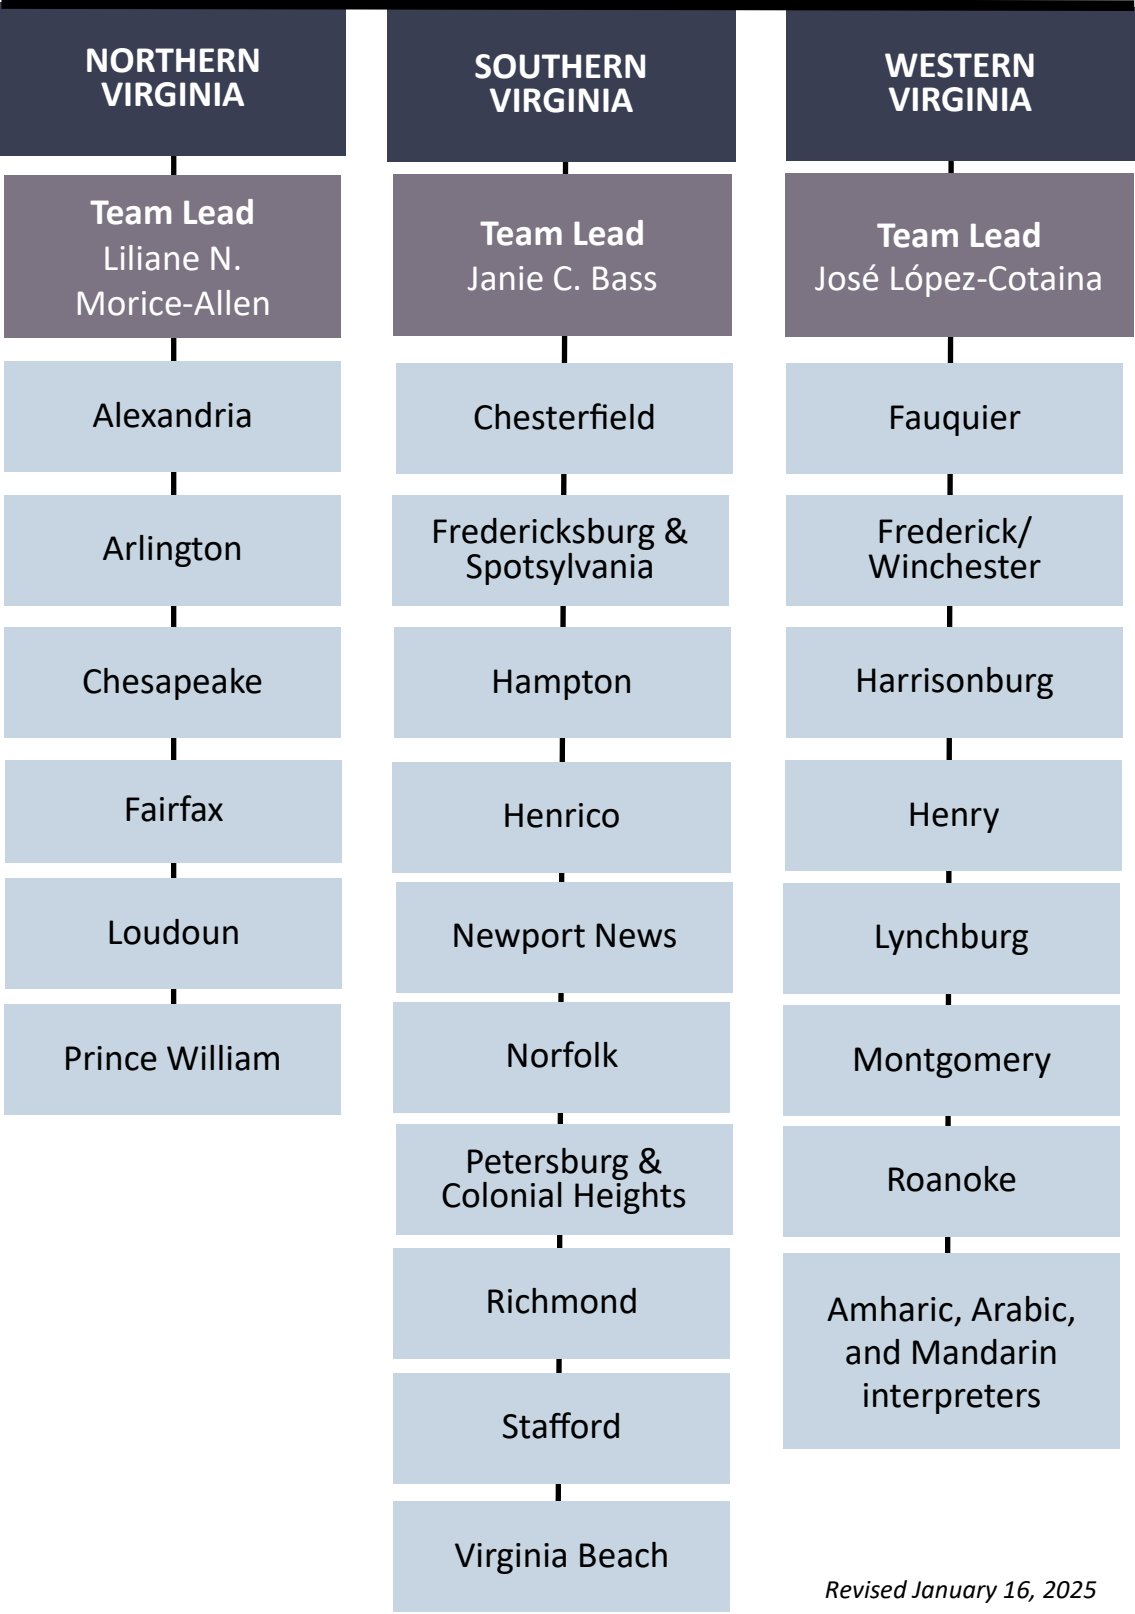 NORTHERN
VIRGINIA
Team Lead
Liliane N.
Morice-Allen
Alexandria
Arlington
Chesapeake
Fairfax
Loudoun
Prince William
SOUTHERN
VIRGINIA
Team Lead
Janie C. Bass
Chesterfield
Fredericksburg &
Spotsylvania
Hampton
Henrico
Newport News
Norfolk
Petersburg &
Colonial Heights
Richmond
Stafford
Virginia Beach
WESTERN
VIRGINIA
Team Lead
José López-Cotaina
Fauquier
Frederick/
Winchester
Harrisonburg
Henry
Lynchburg
Montgomery
Roanoke
Amharic, Arabic,
and Mandarin
interpreters
Revised January 16, 2025